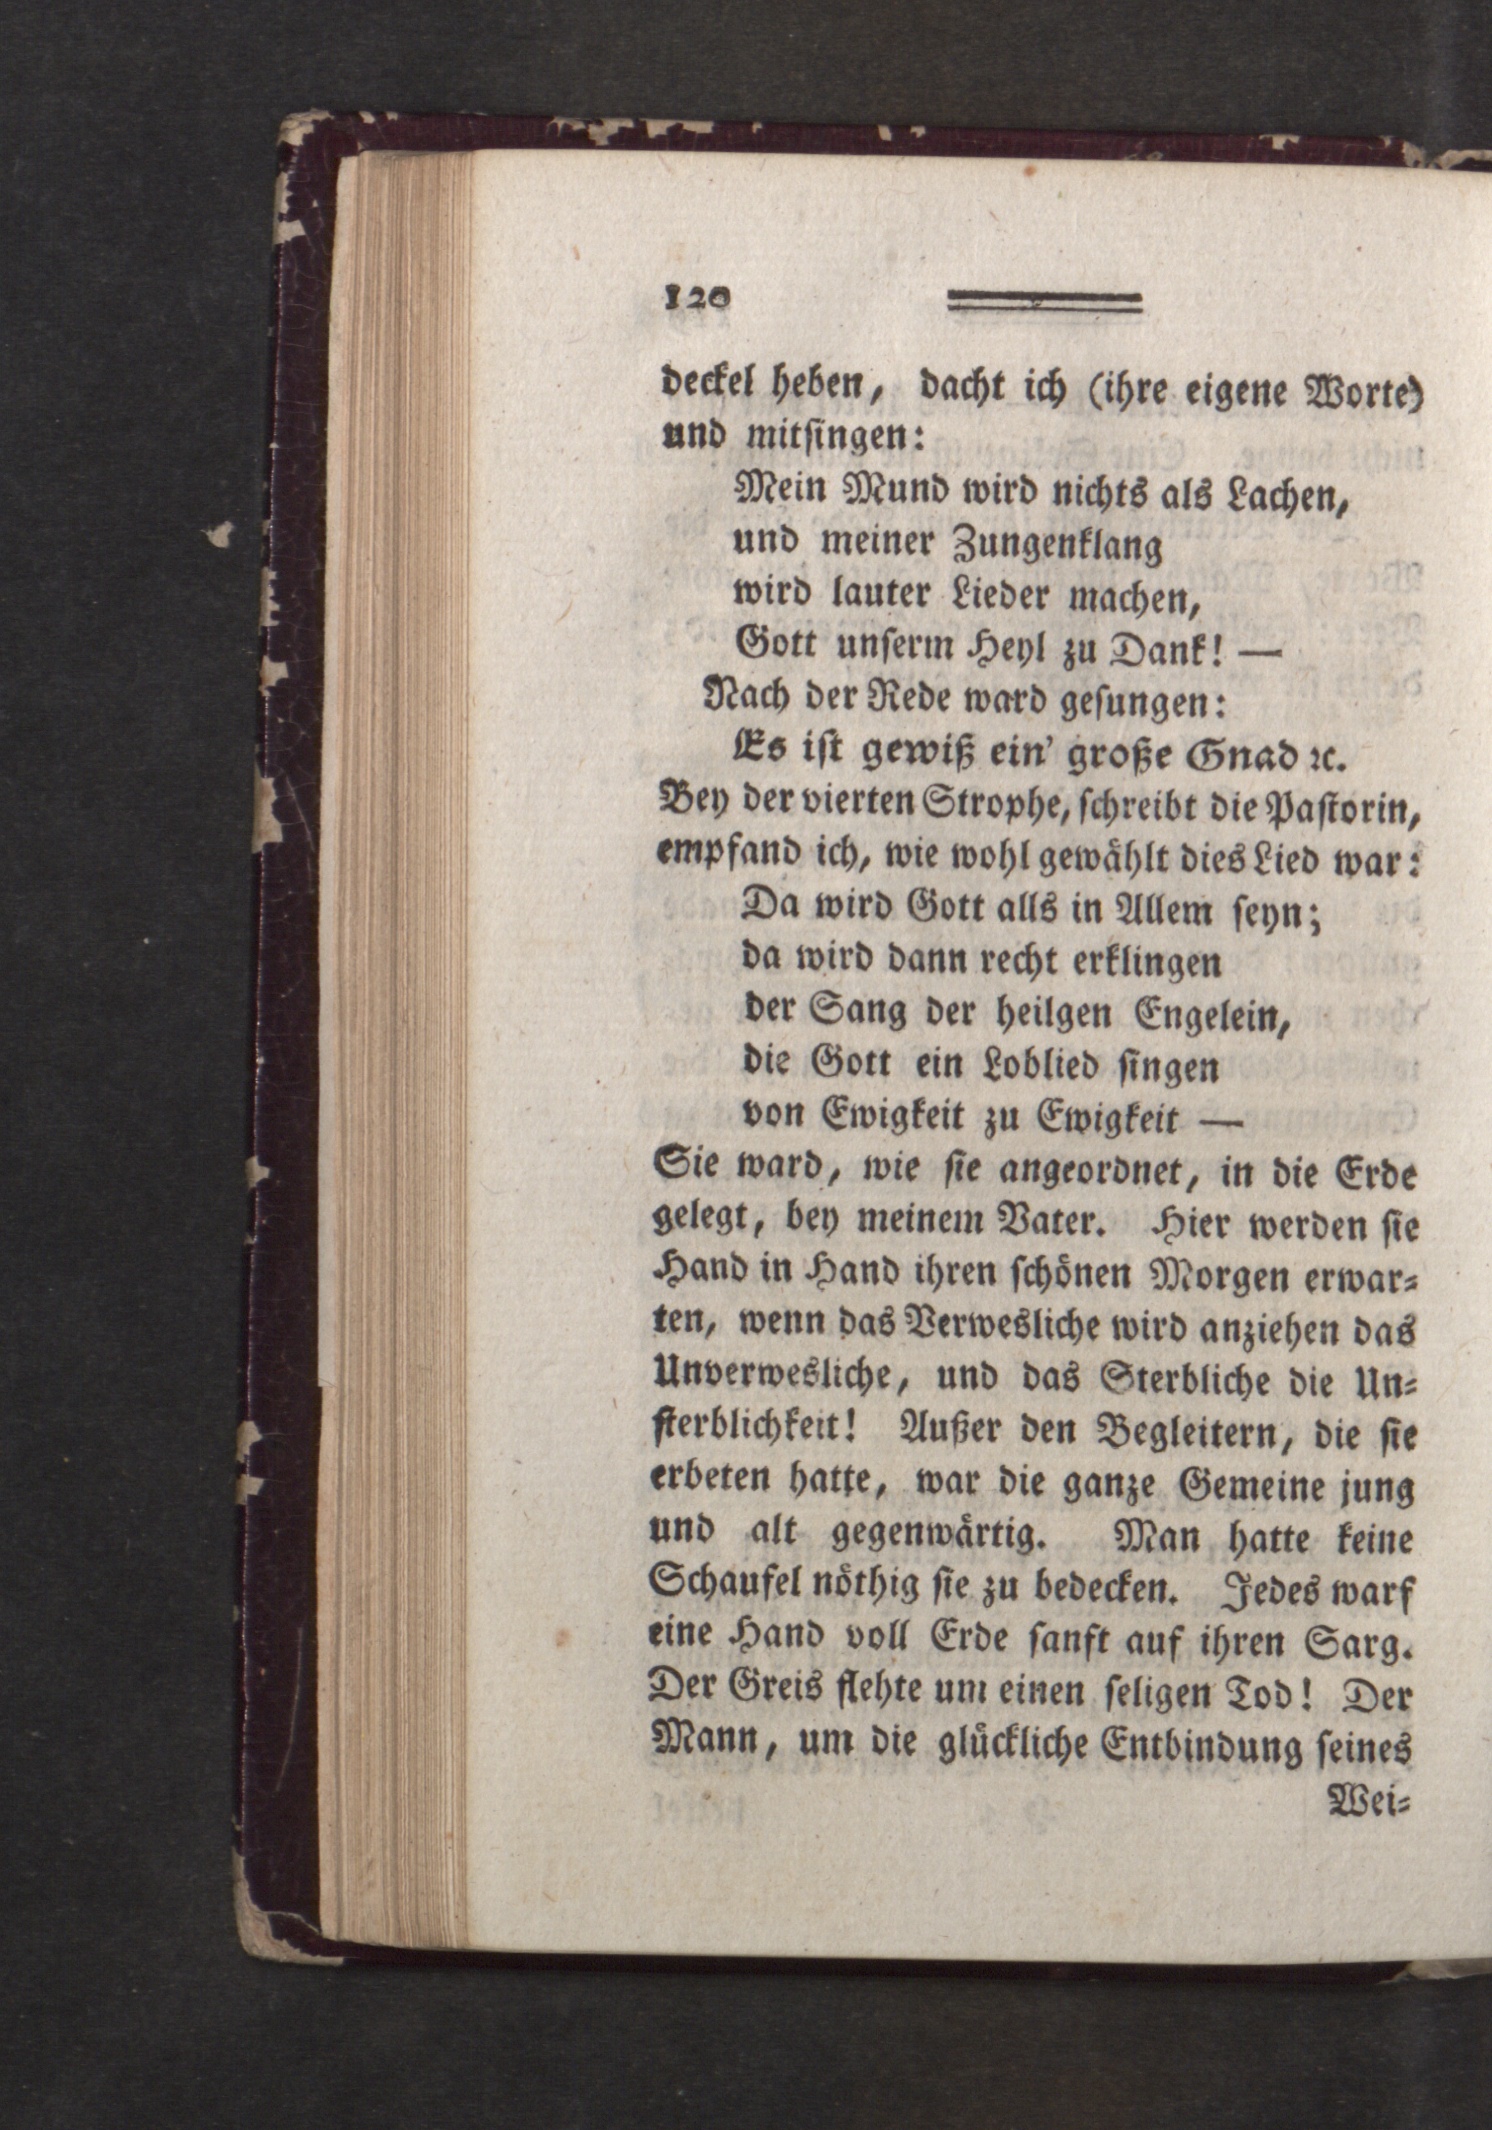 120
deckel heben, dacht ich (ihre eigene Worte)
und mitſingen:
Mein Mund wird nichts als Lachen,
und meiner Zungenklang
wird lauter Lieder machen,
Gott unſerm Heyl zu Dank! —
Nach der Rede ward geſungen:
Es iſt gewiß ein' große Gnad ꝛc.
Bey der vierten Strophe, ſchreibt die Paſtorin,
empfand ich, wie wohl gewählt dies Lied war:
Da wird Gott alls in Allem ſeyn;
da wird dann recht erklingen
der Sang der heilgen Engelein,
die Gott ein Loblied ſingen
von Ewigkeit zu Ewigkeit —
Sie ward, wie ſie angeordnet, in die Erde
gelegt, bey meinem Vater. Hier werden ſie
Hand in Hand ihren ſchönen Morgen erwar⸗
ten, wenn das Verwesliche wird anziehen das
Unverwesliche, und das Sterbliche die Un⸗
ſterblichkeit! Außer den Begleitern, die ſie
erbeten hatte, war die ganze Gemeine jung
und alt gegenwärtig. Man hatte keine
Schaufel nöthig ſie zu bedecken. Jedes warf
eine Hand voll Erde ſanft auf ihren Sarg.
Der Greis flehte um einen ſeligen Tod! Der
Mann, um die glückliche Entbindung ſeines
Wei⸗